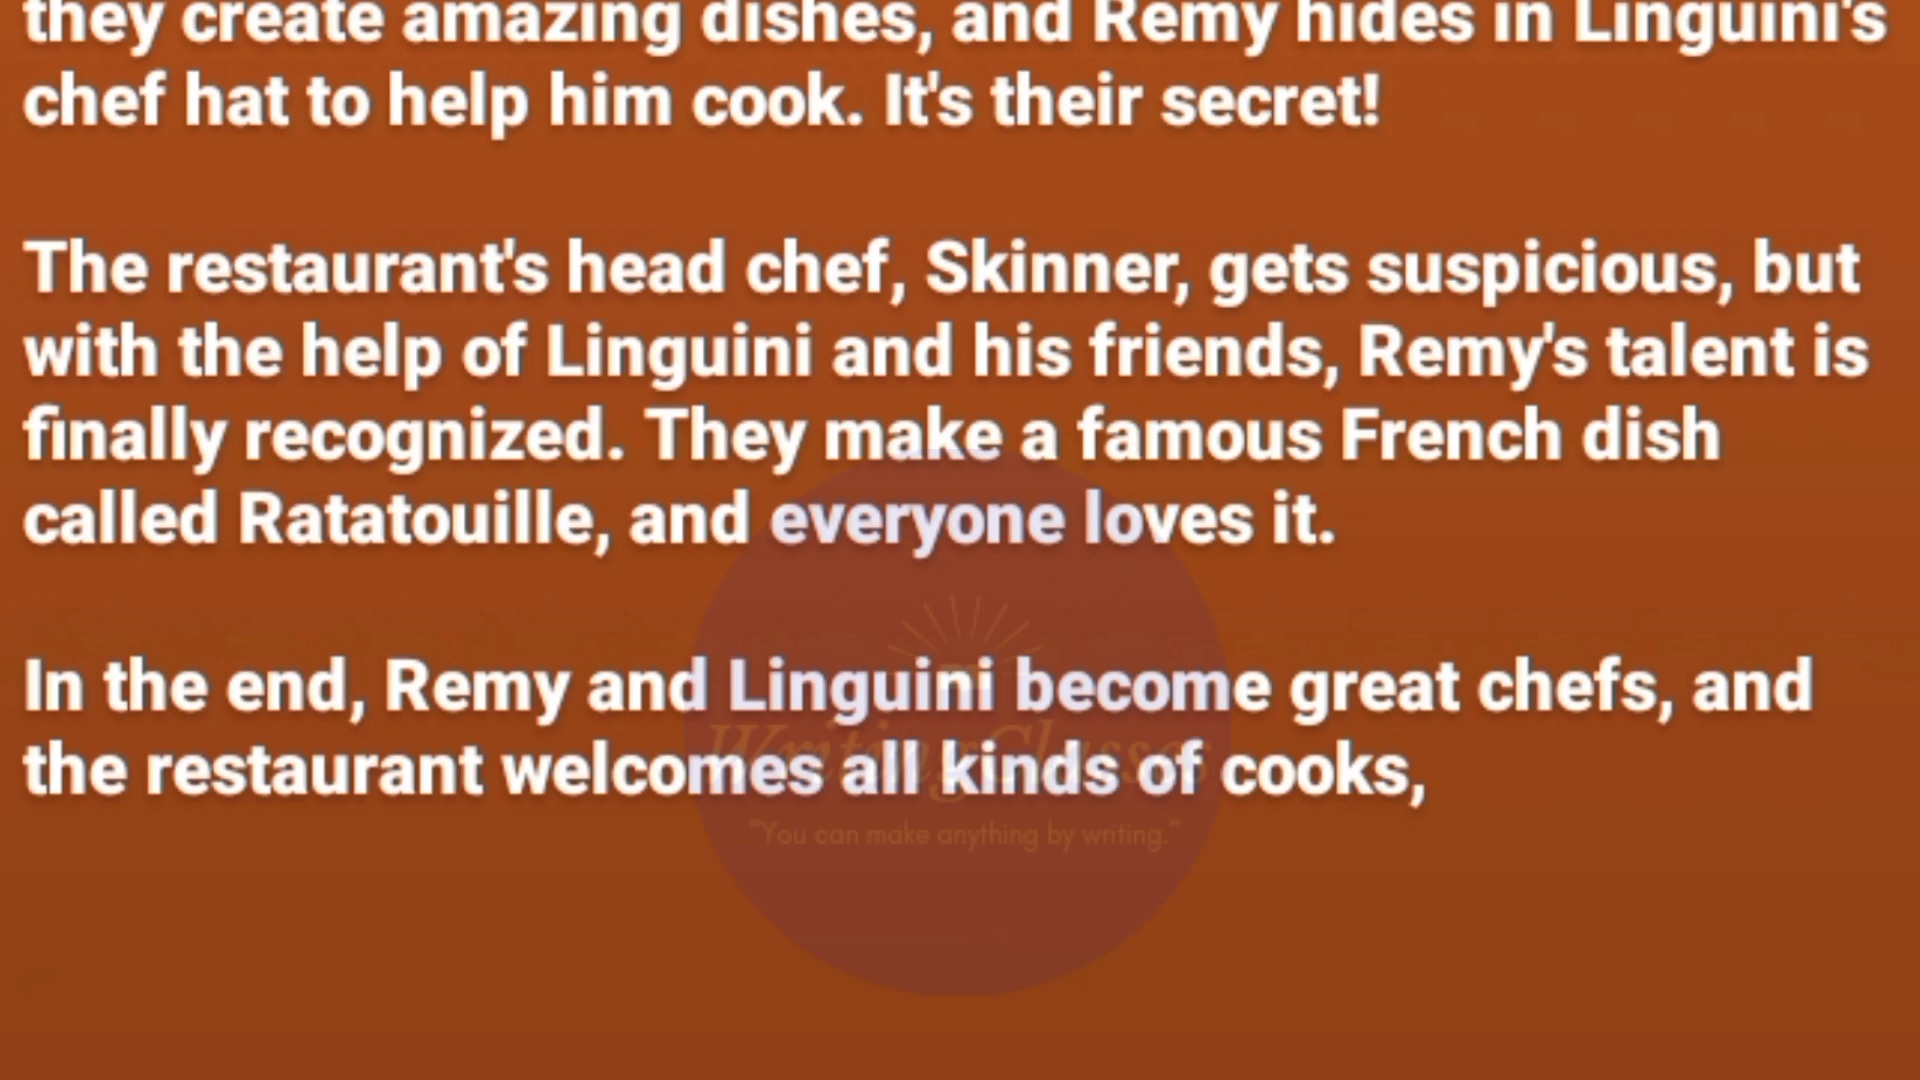 they create amazing dishes, and Remy hides in Linguini's
chef hat to help him cook. It's their secret!
The restaurant's head chef, Skinner, gets suspicious, but
with the help of Linguini and his friends, Remy's talent is
finally recognized. They make a famous French dish
called Ratatouille, and everyone loves it.
In the end, Remy and Linguini become great chefs, and
the restaurant welcomes all kinds of cooks,
WritingClasses
"You can make anything by writing."